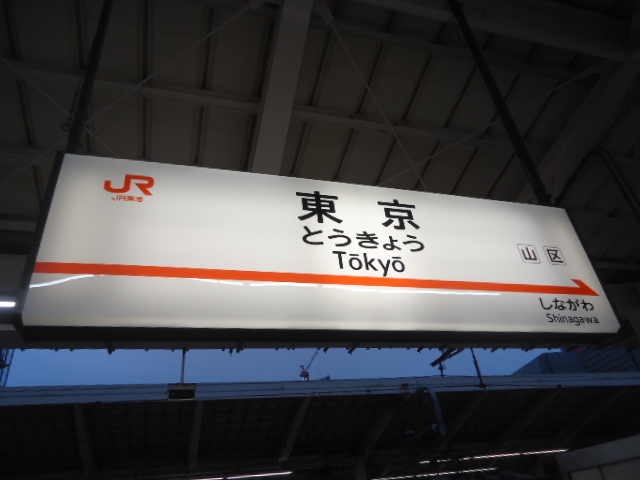 JR
JR東海
東京
とうきょう
Tōkyō
山 区
しながわ
Shinagawa